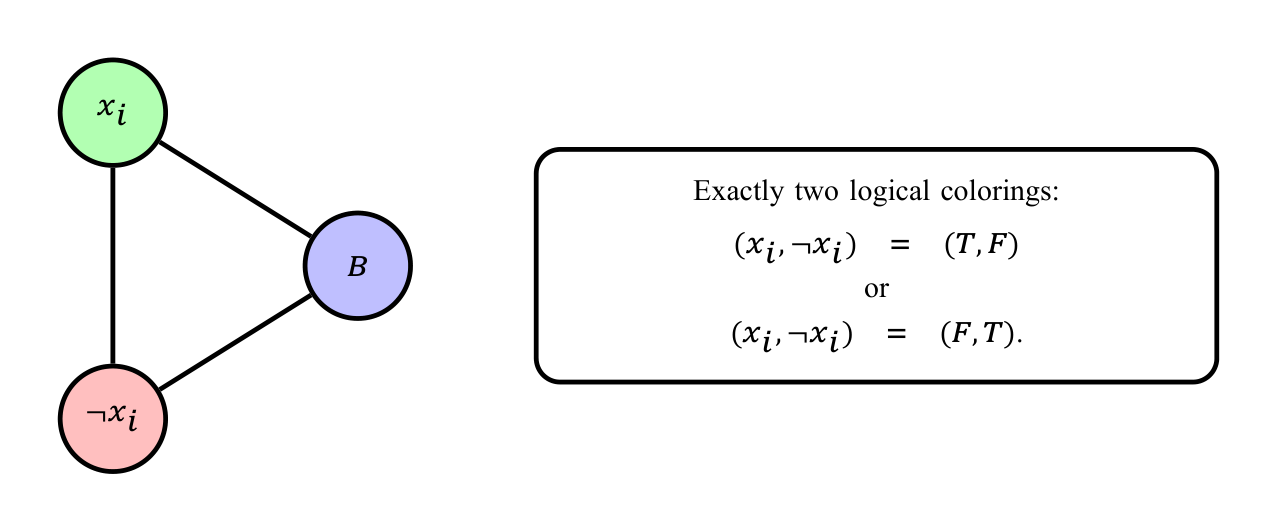 x_i
B
¬x_i
Exactly two logical colorings:
(x_i, ¬x_i) = (T, F)
or
(x_i, ¬x_i) = (F, T).